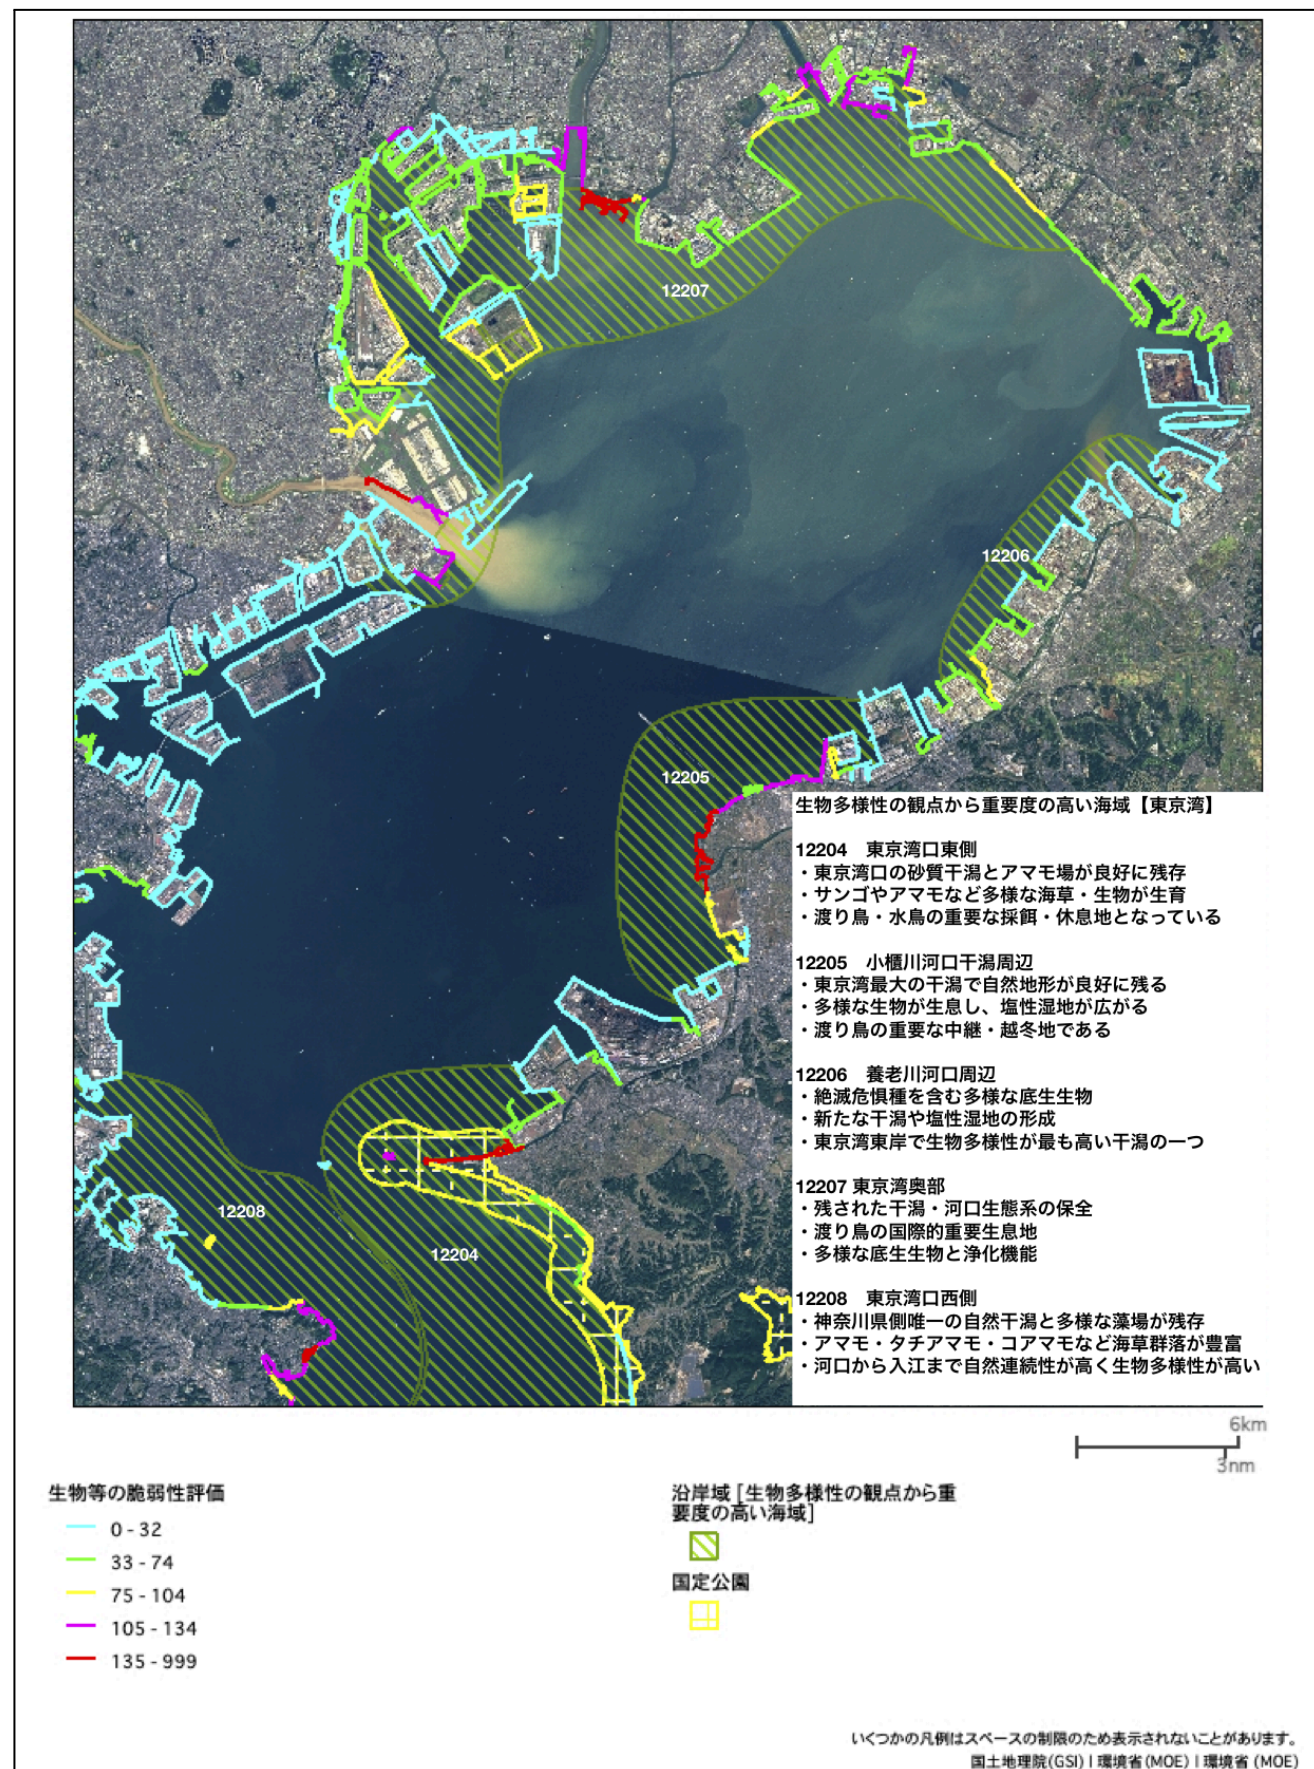 12207
12206
12205
生物多様性の観点から重要度の高い海域【東京湾】
12204　東京湾口東側
・東京湾口の砂質干潟とアマモ場が良好に残存
・サンゴやアマモなど多様な海草・生物が生育
・渡り鳥・水鳥の重要な採餌・休息地となっている
12205　小櫃川河口干潟周辺
・東京湾最大の干潟で自然地形が良好に残る
・多様な生物が生息し、塩性湿地が広がる
・渡り鳥の重要な中継・越冬地である
12206　養老川河口周辺
・絶滅危惧種を含む多様な底生生物
・新たな干潟や塩性湿地の形成
・東京湾東岸で生物多様性が最も高い干潟の一つ
12207 東京湾奥部
・残された干潟・河口生態系の保全
・渡り鳥の国際的重要生息地
・多様な底生生物と浄化機能
12208　東京湾口西側
・神奈川県側唯一の自然干潟と多様な藻場が残存
・アマモ・タチアマモ・コアマモなど海草群落が豊富
・河口から入江まで自然連続性が高く生物多様性が高い
12208
12204
6km
3nm
生物等の脆弱性評価
0 - 32
33 - 74
75 - 104
105 - 134
135 - 999
沿岸域 [生物多様性の観点から重
要度の高い海域]
国定公園
いくつかの凡例はスペースの制限のため表示されないことがあります。
国土地理院(GSI) | 環境省(MOE) | 環境省 (MOE)